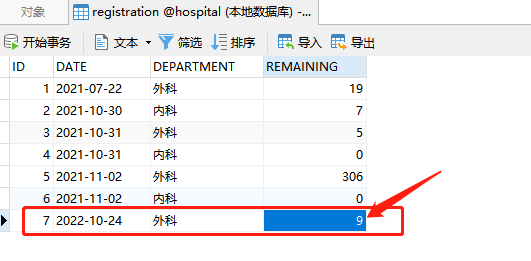 对象 registration @hospital (本地数据库) -...
开始事务 文本 筛选 排序 导入 导出
ID DATE DEPARTMENT REMAINING
1 2021-07-22 外科 19
2 2021-10-30 内科 7
3 2021-10-31 外科 5
4 2021-10-31 内科 0
5 2021-11-02 外科 306
6 2021-11-02 内科 0
7 2022-10-24 外科 9